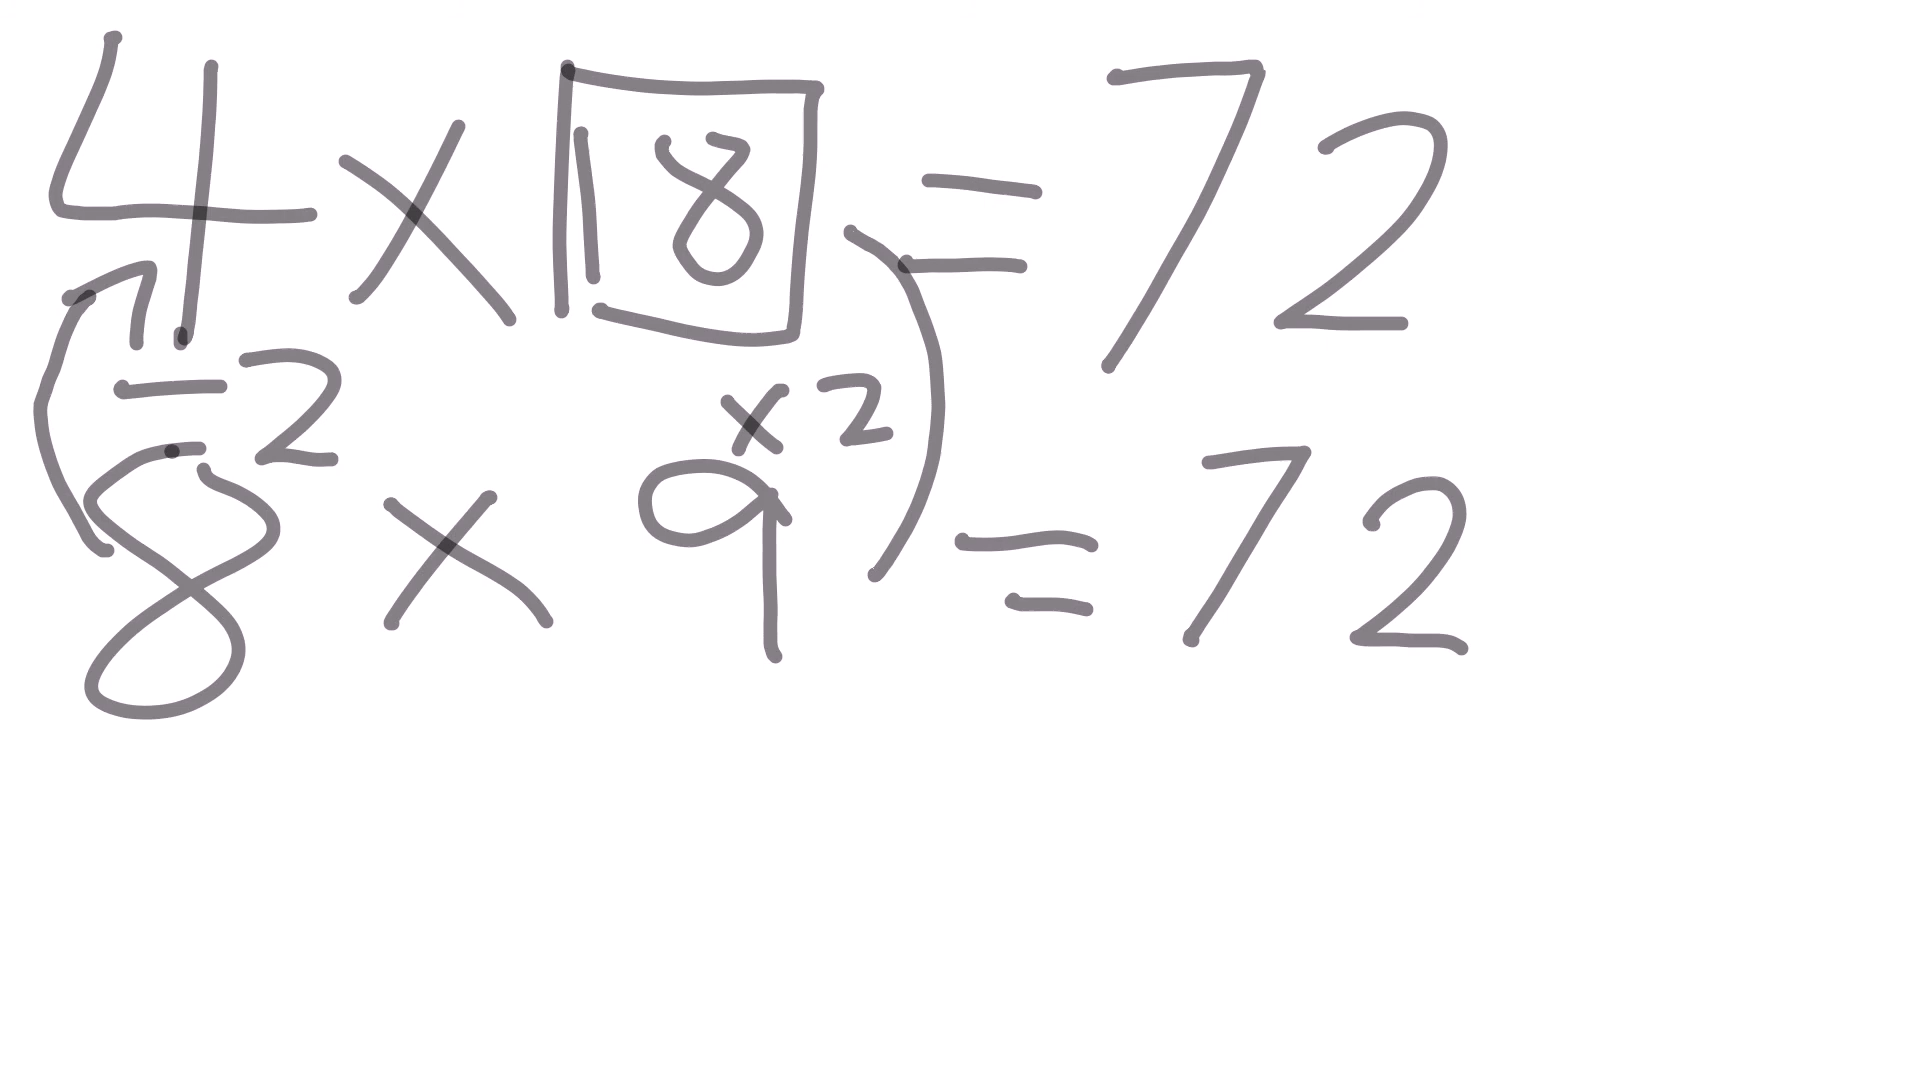 4 × 18 = 72
÷2 ×2
8 × 9 = 72